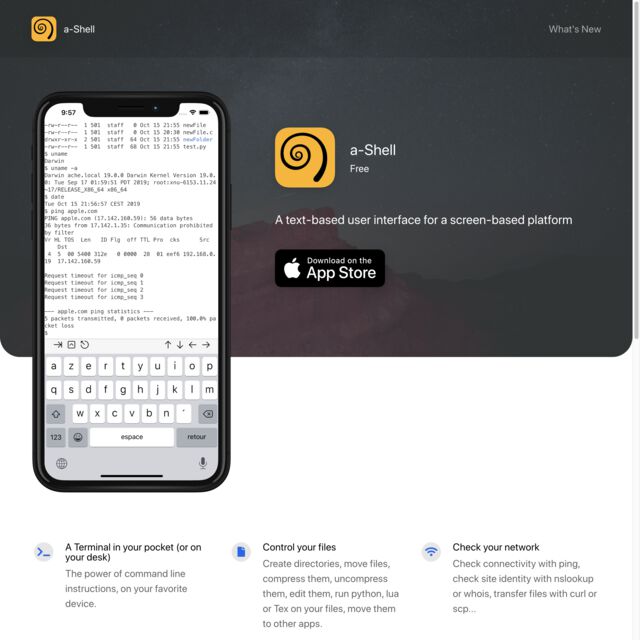 a-Shell
What's New
9:57
-rw-r--r-- 1 501 staff 0 Oct 15 21:55 newFile
-rw-r--r-- 1 501 staff 0 Oct 15 20:30 newFile.c
drwxr-xr-x 2 501 staff 64 Oct 15 21:55 newFolder
-rw-r--r-- 1 501 staff 68 Oct 15 21:55 test.py
$ uname
Darwin
$ uname -a
Darwin ache.local 19.0.0 Darwin Kernel Version 19.0.
0: Tue Sep 17 01:59:51 PDT 2019; root:xnu-6153.11.24
~17/RELEASE_X86_64 x86_64
$ date
Tue Oct 15 21:56:57 CEST 2019
$ ping apple.com
PING apple.com (17.142.160.59): 56 data bytes
36 bytes from 17.142.1.35: Communication prohibited
by filter
Vr HL TOS Len ID Flg off TTL Pro cks Src
Dst
4 5 00 5400 312e 0 0000 28 01 eef6 192.168.0.
19 17.142.160.59
Request timeout for icmp_seq 0
Request timeout for icmp_seq 1
Request timeout for icmp_seq 2
Request timeout for icmp_seq 3
--- apple.com ping statistics ---
5 packets transmitted, 0 packets received, 100.0% pa
cket loss
$
a z e r t y u i o p
q s d f g h j k l m
w x c v b n ´
123 espace retour
a-Shell
Free
A text-based user interface for a screen-based platform
Download on the
App Store
A Terminal in your pocket (or on
your desk)
The power of command line
instructions, on your favorite
device.
Control your files
Create directories, move files,
compress them, uncompress
them, edit them, run python, lua
or Tex on your files, move them
to other apps.
Check your network
Check connectivity with ping,
check site identity with nslookup
or whois, transfer files with curl or
scp...